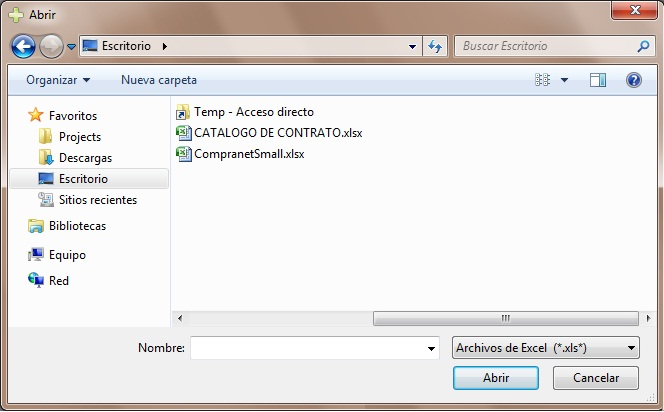 Abrir
Escritorio
Buscar Escritorio
Organizar
Nueva carpeta
Favoritos
Projects
Descargas
Escritorio
Sitios recientes
Bibliotecas
Equipo
Red
Temp - Acceso directo
CATALOGO DE CONTRATO.xlsx
CompranetSmall.xlsx
Nombre:
Archivos de Excel (*.xls*)
Abrir
Cancelar